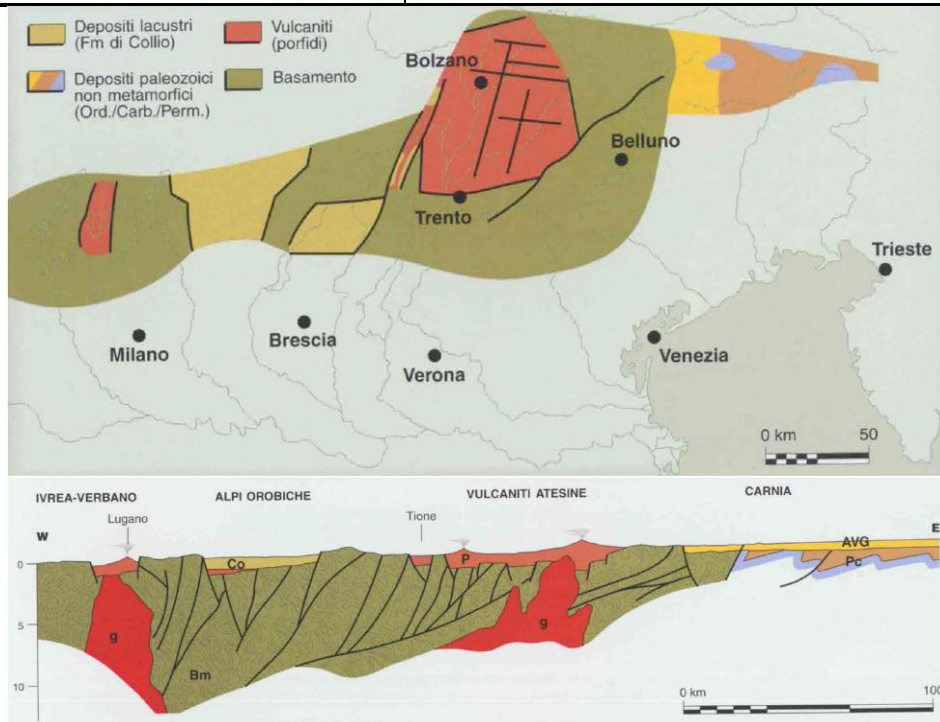 Depositi lacustri
(Fm di Collio)
Vulcaniti
(porfidi)
Depositi paleozoici
non metamorfici
(Ord./Carb./Perm.)
Basamento
Bolzano
Belluno
Trento
Trieste
Milano
Brescia
Verona
Venezia
0 km 50
IVREA-VERBANO ALPI OROBICHE VULCANITI ATESINE CARNIA
Lugano Tione
W E
0 Co P AVG
Pc
5 g g
Bm
10 0 km 100